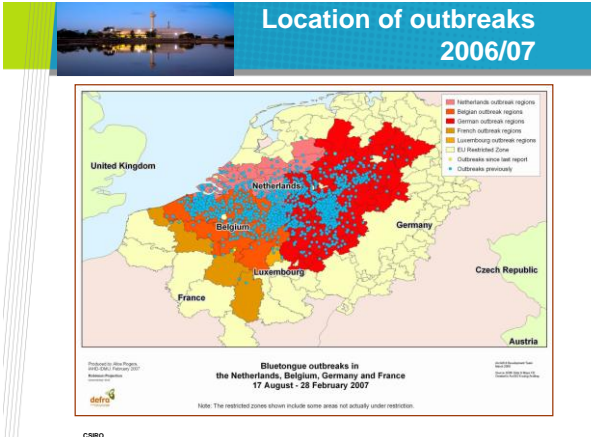 Location of outbreaks
2006/07
Netherlands outbreak regions
Belgian outbreak regions
German outbreak regions
French outbreak regions
Luxembourg outbreak regions
EU Restricted Zone
Outbreaks since last report
Outbreaks previously
United Kingdom
Netherlands
Belgium
Germany
Luxembourg
Czech Republic
France
Austria
Bluetongue outbreaks in
the Netherlands, Belgium, Germany and France
17 August - 28 February 2007
Note: The restricted zones shown include some areas not actually under restriction.
defra
CSIRO